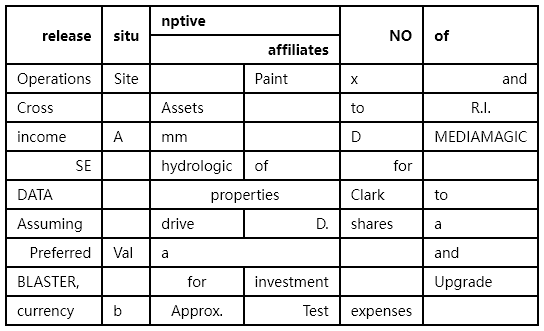 release situ nptive NO of
affiliates
Operations Site Paint x and
Cross Assets to R.I.
income A mm D MEDIAMAGIC
SE hydrologic of for
DATA properties Clark to
Assuming drive D. shares a
Preferred Val a and
BLASTER, for investment Upgrade
currency b Approx. Test expenses